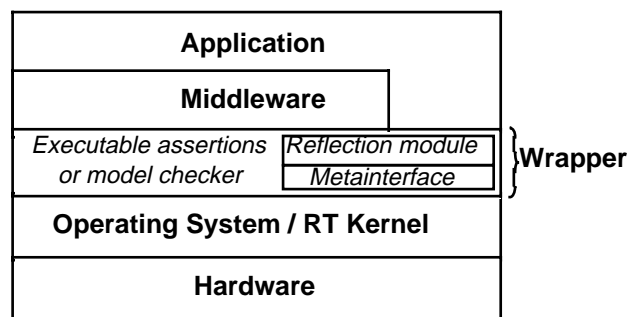 Application
Middleware
Executable assertions
or model checker
Reflection module
Metainterface
Wrapper
Operating System / RT Kernel
Hardware